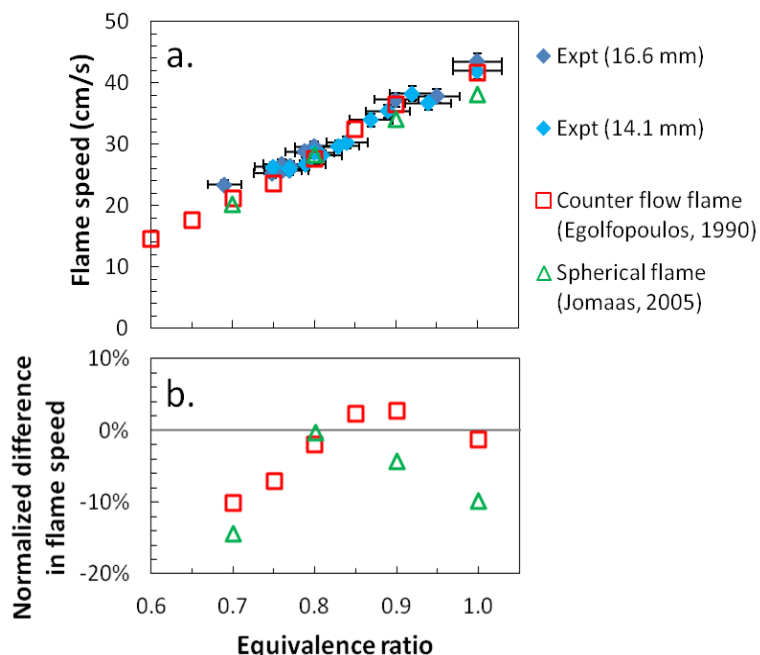 50
40
30
20
10
0
Flame speed (cm/s)
a.
Expt (16.6 mm)
Expt (14.1 mm)
Counter flow flame
(Egolfopoulos, 1990)
Spherical flame
(Jomaas, 2005)
10%
0%
-10%
-20%
Normalized difference
in flame speed
b.
0.6 0.7 0.8 0.9 1.0
Equivalence ratio